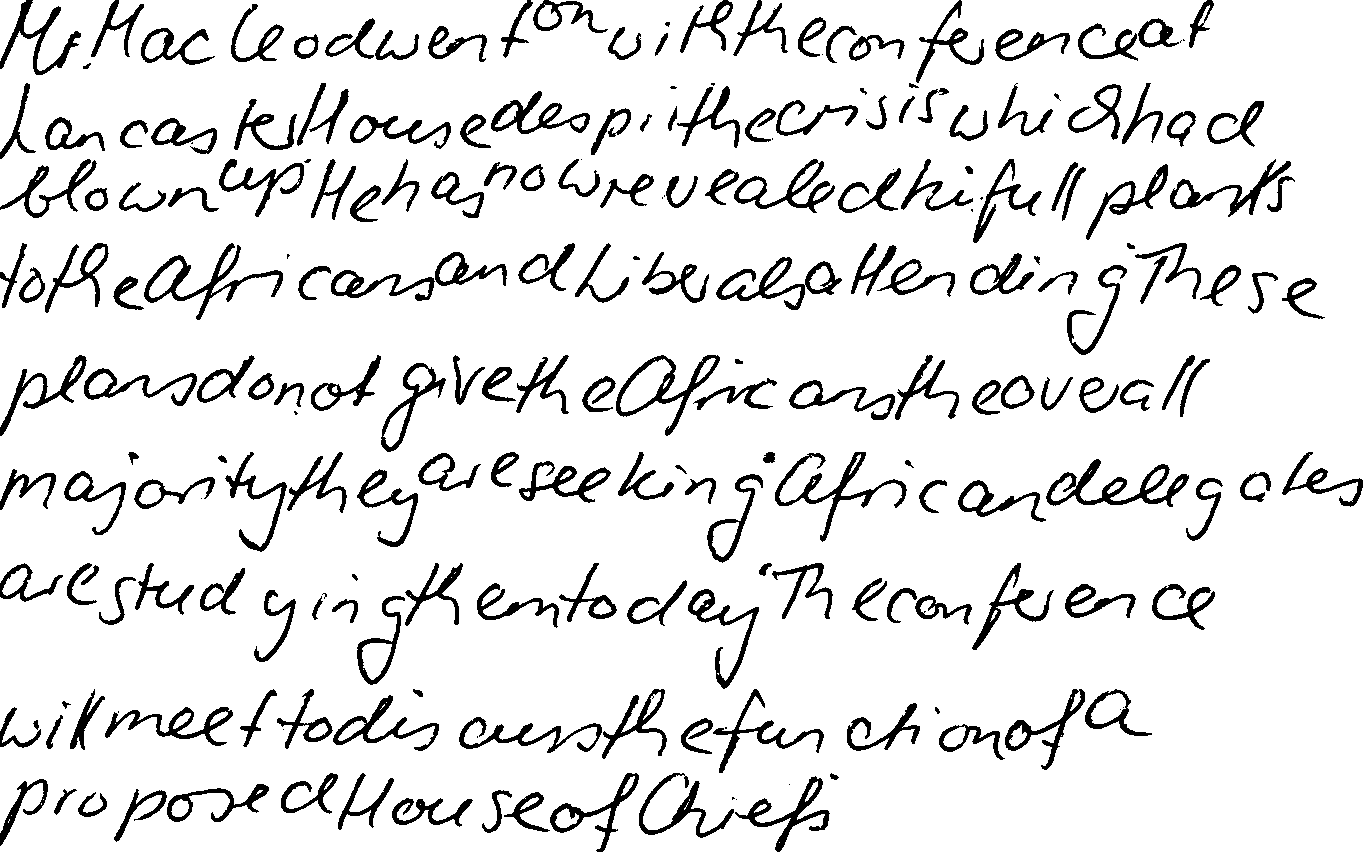 Mr. Macleod went on with the conference at
Lancaster House despit the crisis which had
blown up He has now revealed hi full plans
to the Africans and Liberals attending These
plans do not give the Africans the overall
majority they are seeking African delegates
are studying them today The conference
will meet to discuss the function of a
proposed House of Chiefs